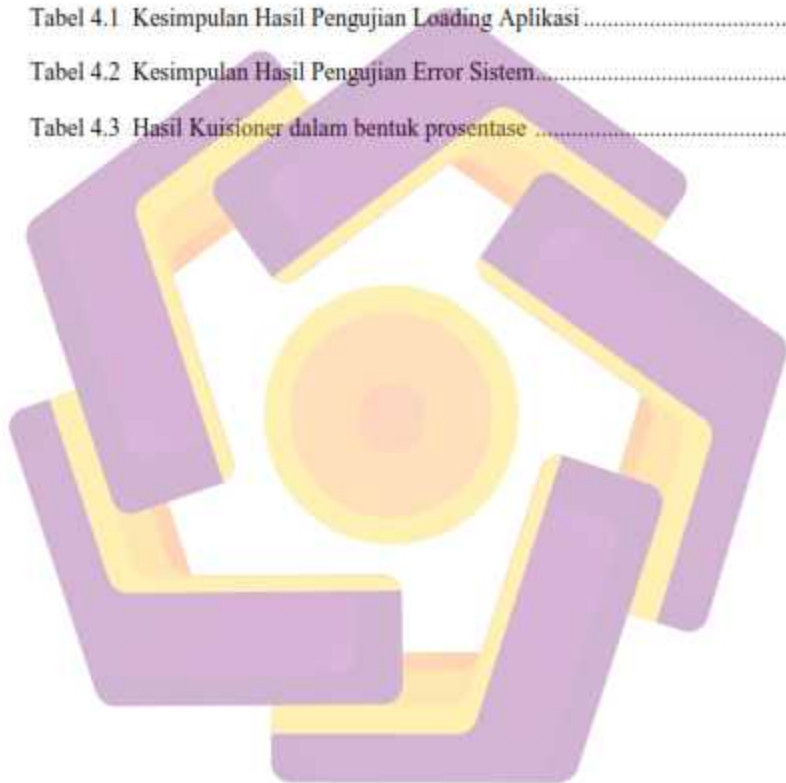 Tabel 4.1 Kesimpulan Hasil Pengujian Loading Aplikasi....................................
Tabel 4.2 Kesimpulan Hasil Pengujian Error Sistem............................................
Tabel 4.3 Hasil Kuisioner dalam bentuk prosentase ............................................